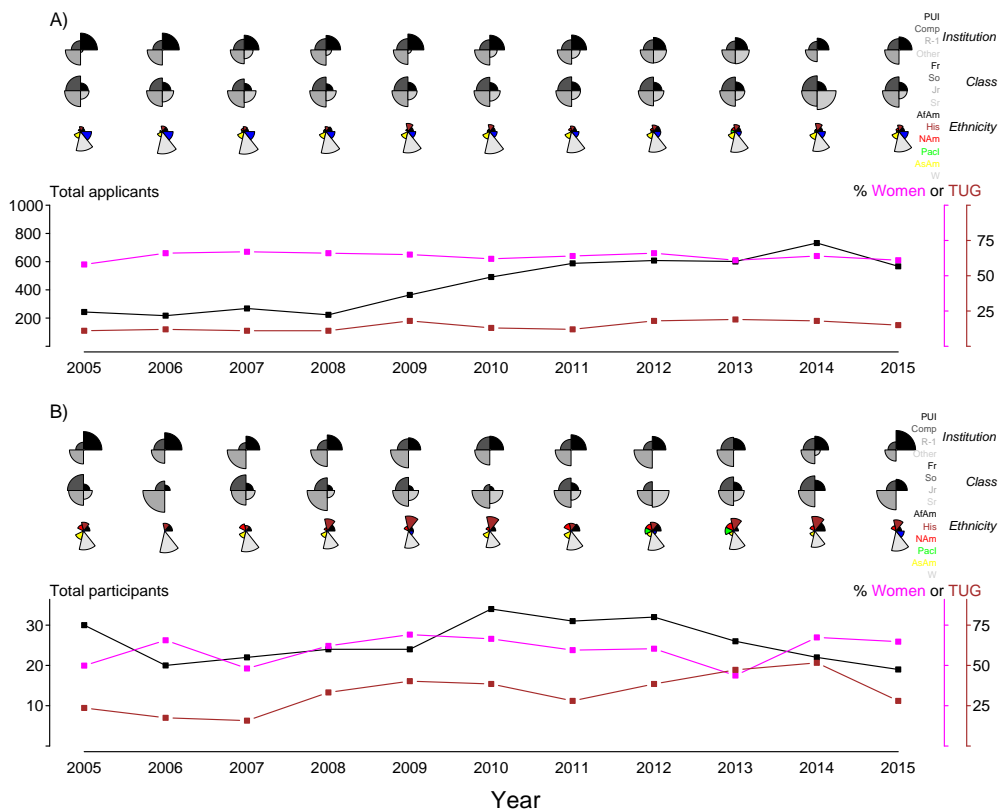 A)
PUI
Comp
R-1
Other
Institution
Fr
So
Jr
Sr
Class
AfAm
His
NAm
PacI
AsAm
W
Ethnicity
Total applicants
% Women or TUG
1000
800
600
400
200
75
50
25
2005 2006 2007 2008 2009 2010 2011 2012 2013 2014 2015
B)
PUI
Comp
R-1
Other
Institution
Fr
So
Jr
Sr
Class
AfAm
His
NAm
PacI
AsAm
W
Ethnicity
Total participants
% Women or TUG
30
20
10
75
50
25
2005 2006 2007 2008 2009 2010 2011 2012 2013 2014 2015
Year